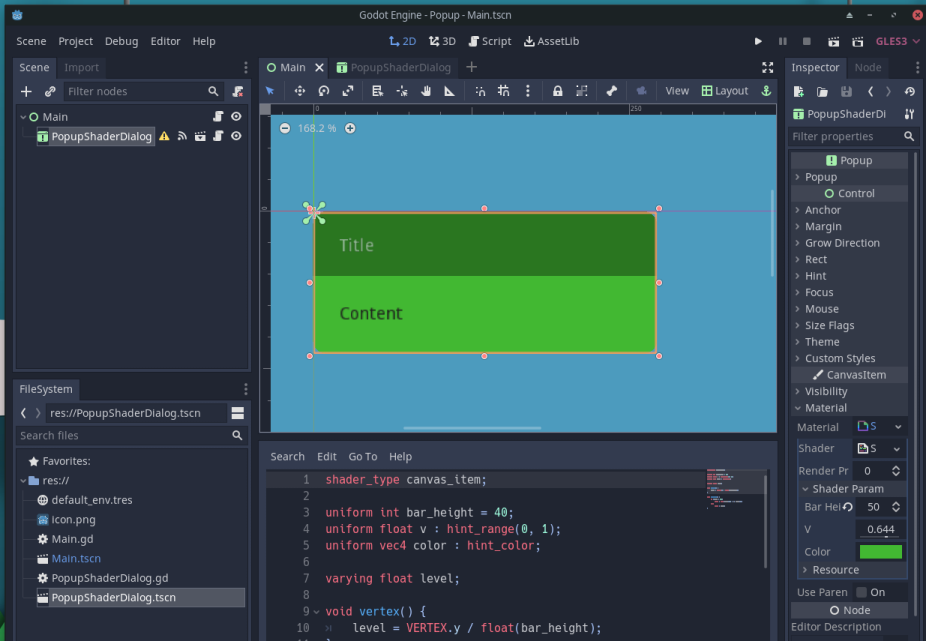 Godot Engine - Popup - Main.tscn
Scene Project Debug Editor Help
2D 3D Script AssetLib
GLES3
Scene Import
Filter nodes
Main
PopupShaderDialog
FileSystem
res://PopupShaderDialog.tscn
Search files
Favorites:
res://
default_env.tres
icon.png
Main.gd
Main.tscn
PopupShaderDialog.gd
PopupShaderDialog.tscn
Main PopupShaderDialog
View Layout
0 250
168.2 %
0
Title
Content
Search Edit Go To Help
1 shader_type canvas_item;
2
3 uniform int bar_height = 40;
4 uniform float v : hint_range(0, 1);
5 uniform vec4 color : hint_color;
6
7 varying float level;
8
9 void vertex() {
10 level = VERTEX.y / float(bar_height);
Inspector Node
PopupShaderDi
Filter properties
Popup
Popup
Control
Anchor
Margin
Grow Direction
Rect
Hint
Focus
Mouse
Size Flags
Theme
Custom Styles
CanvasItem
Visibility
Material
Material S
Shader S
Render Pr 0
Shader Param
Bar Hei 50
V 0.644
Color
Resource
Use Paren On
Node
Editor Description